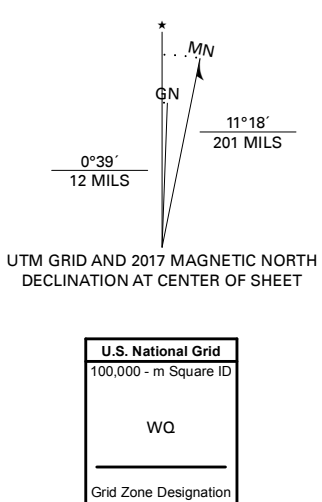 ★
MN
GN
11°18´
201 MILS
0°39´
12 MILS
UTM GRID AND 2017 MAGNETIC NORTH
DECLINATION AT CENTER OF SHEET
U.S. National Grid
100,000 - m Square ID
WQ
Grid Zone Designation